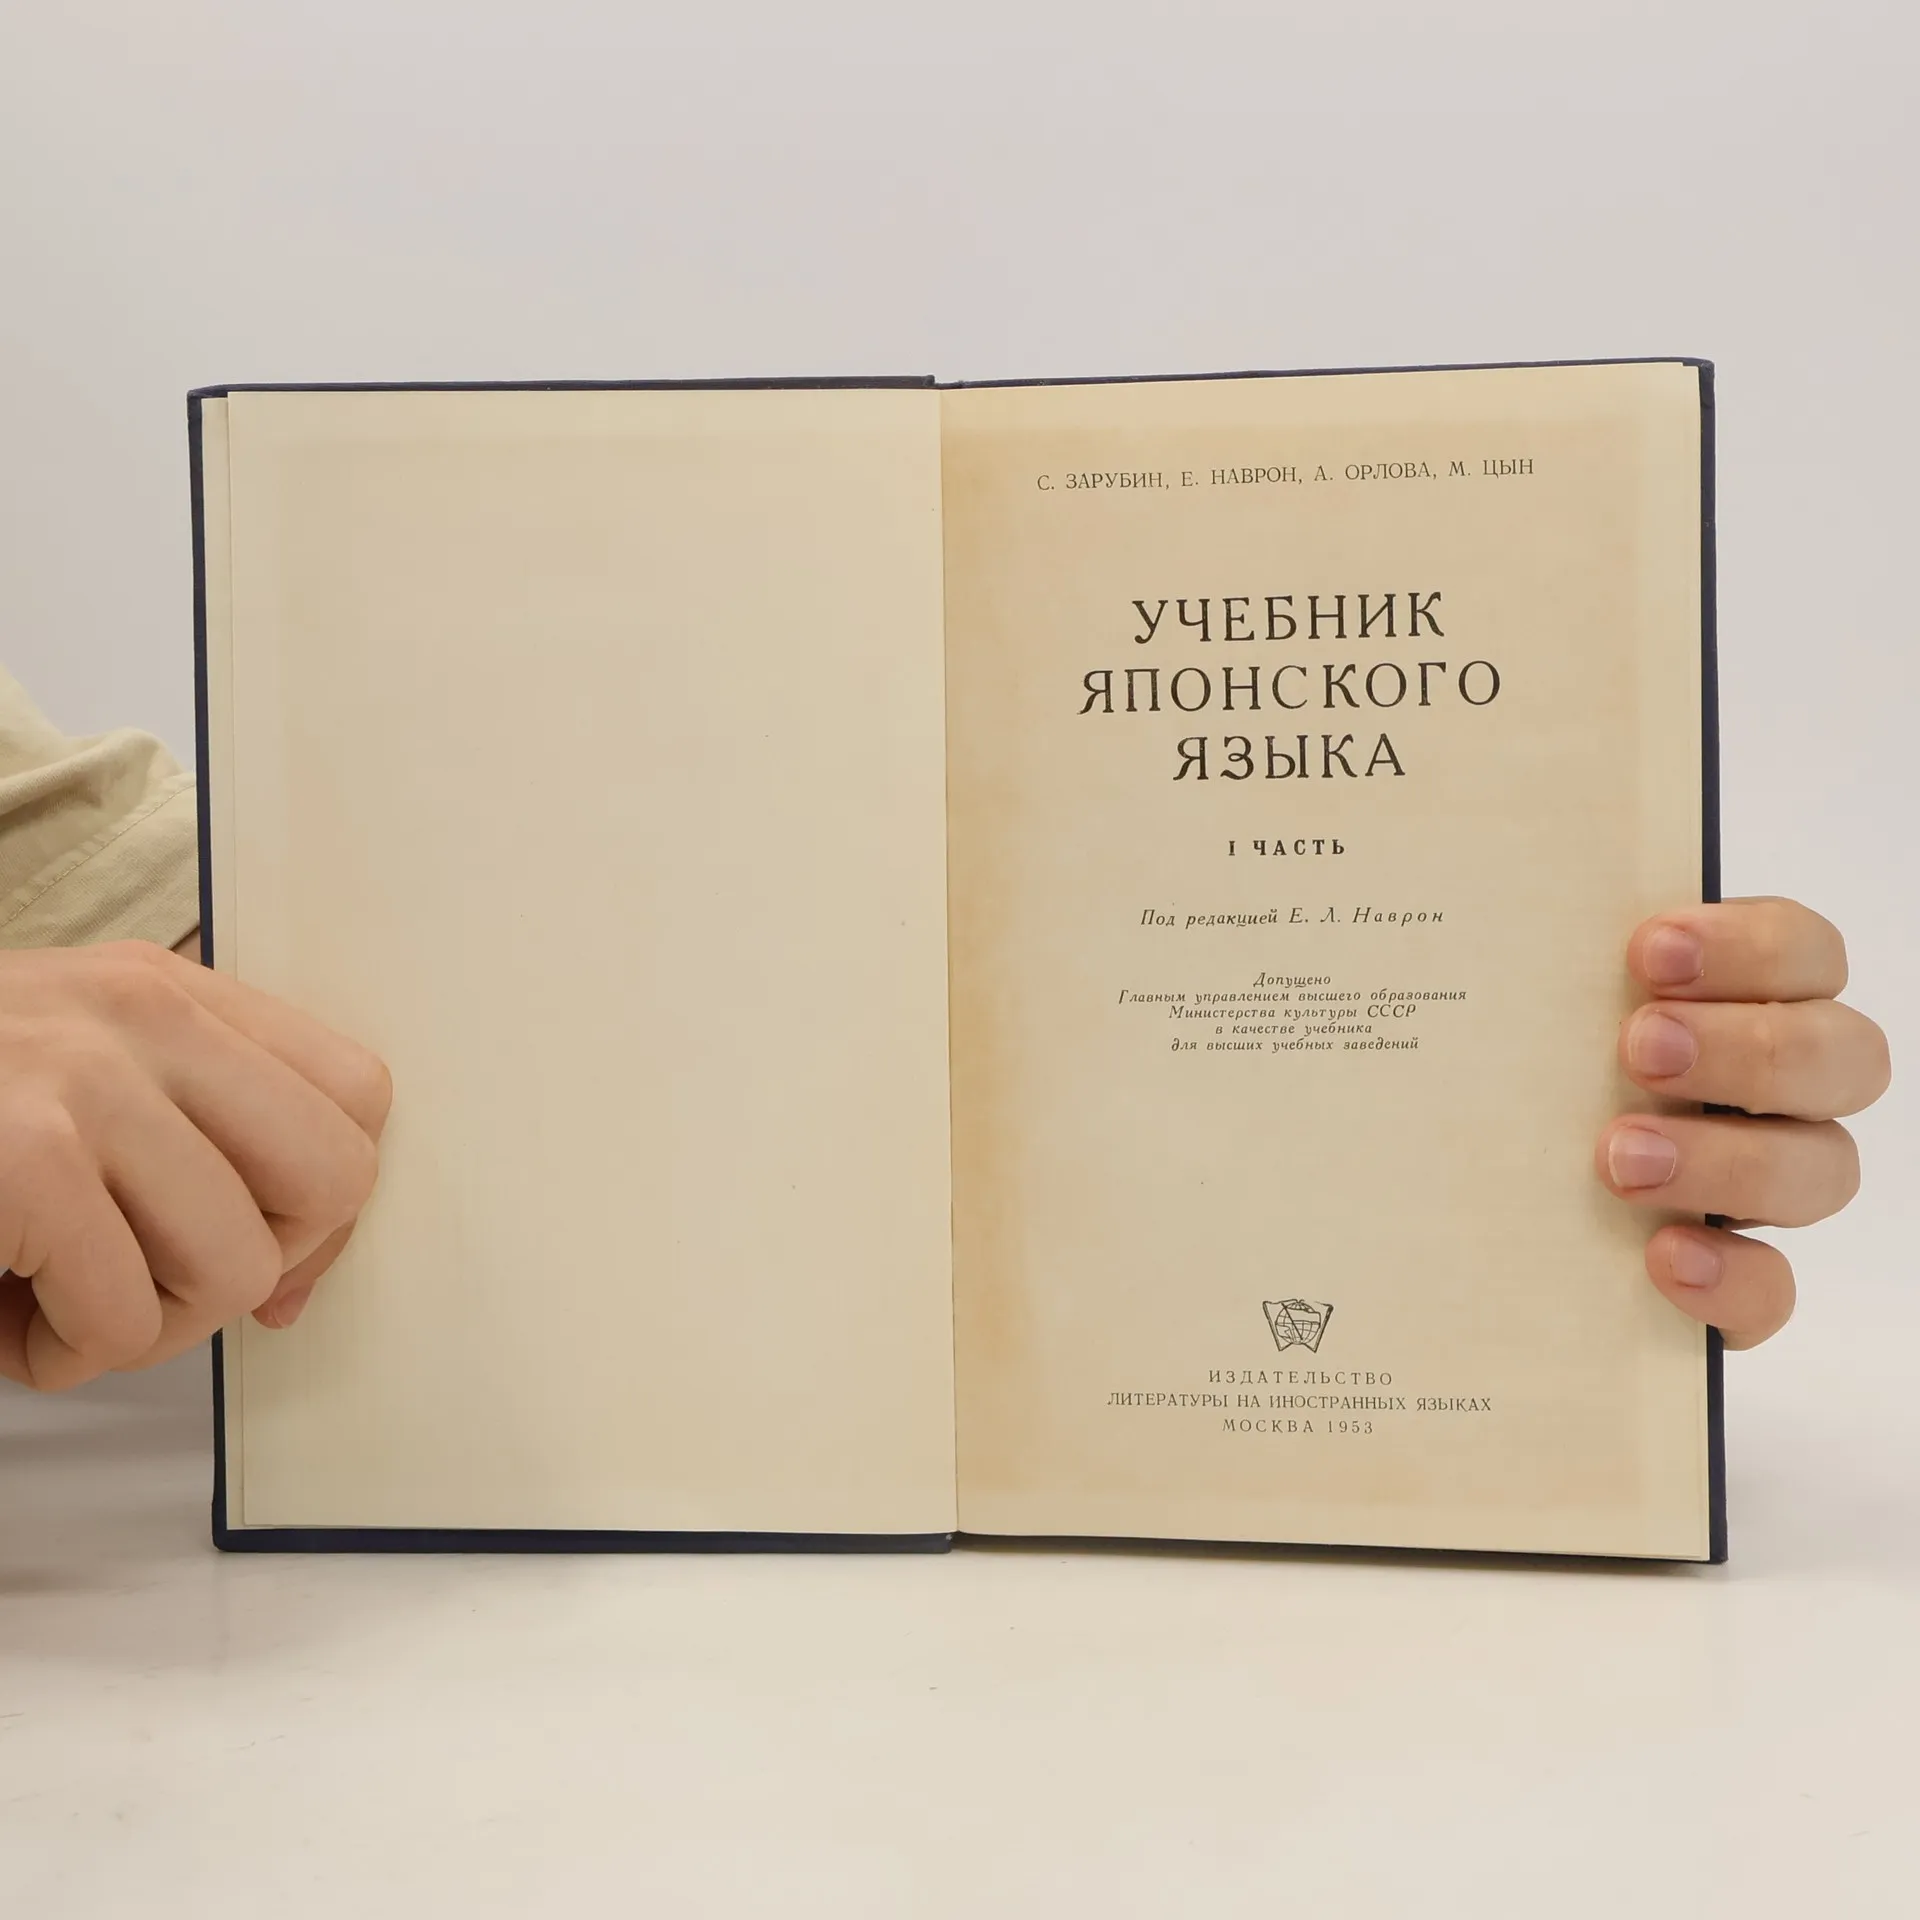 С. ЗАРУБИН, Е. НАВРОН, А. ОРЛОВА, М. ЦЫН
УЧЕБНИК
ЯПОНСКОГО
ЯЗЫКА
I ЧАСТЬ
Под редакцией Е. Л. Наврон
Допущено
Главным управлением высшего образования
Министерства культуры СССР
в качестве учебника
для высших учебных заведений
ИЗДАТЕЛЬСТВО
ЛИТЕРАТУРЫ НА ИНОСТРАННЫХ ЯЗЫКАХ
МОСКВА 1953